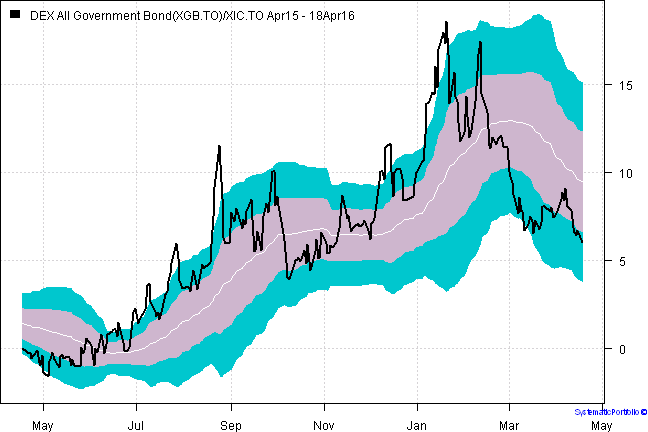 DEX All Government Bond(XGB.TO)/XIC.TO Apr15 - 18Apr16
15
10
5
0
SystematicPortfolio ©
May Jul Sep Nov Jan Mar May